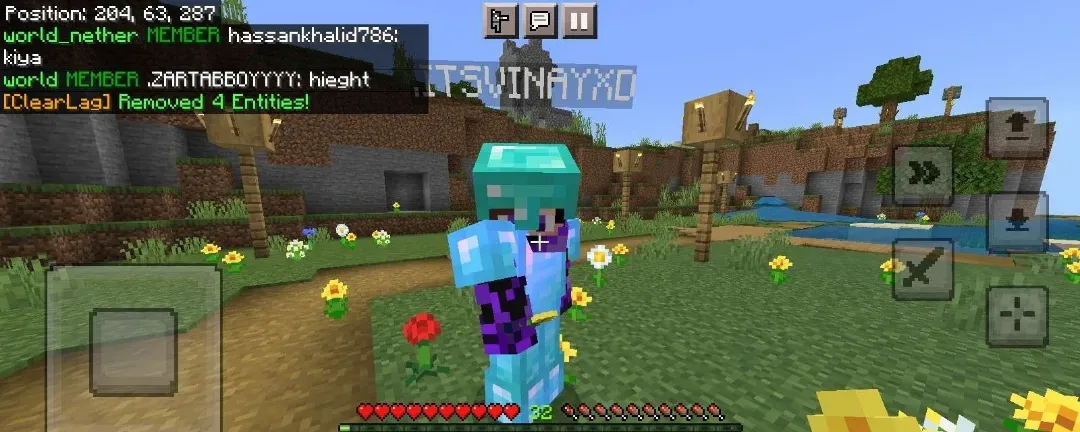 Position: 204, 63, 287
world_nether MEMBER hassankhalid786:
kiya
world MEMBER .ZARTABBOYYYY: hieght
[ClearLag] Removed 4 Entities!
.ITSVINAYXD
32